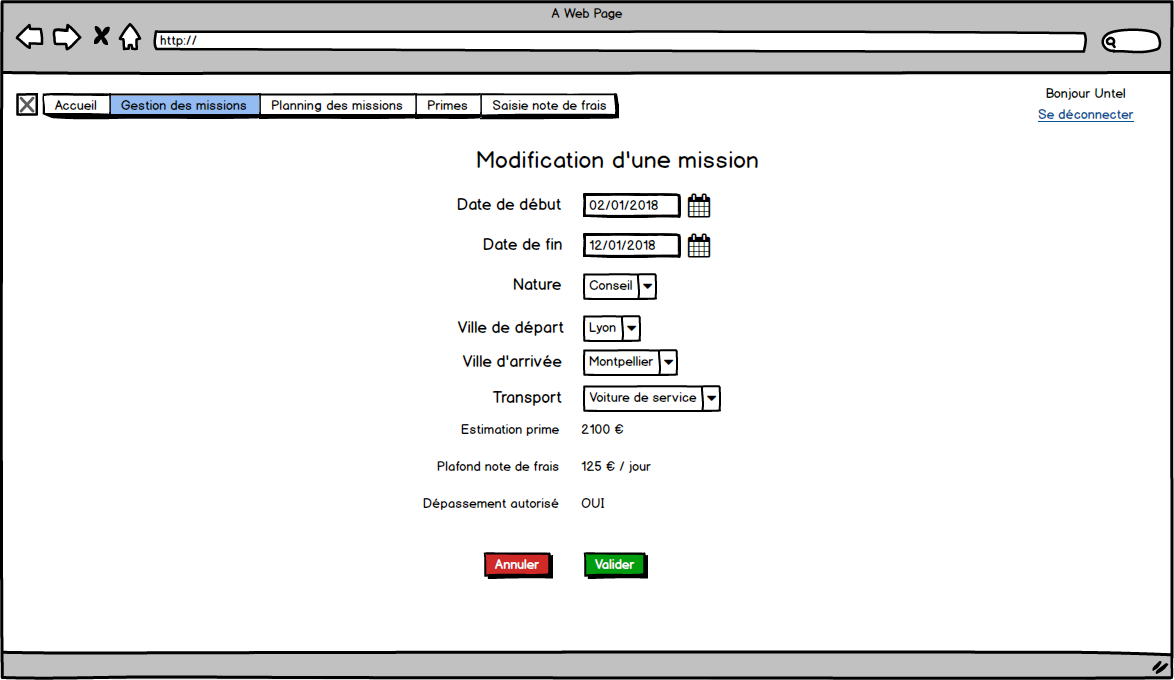 A Web Page
http://
Accueil Gestion des missions Planning des missions Primes Saisie note de frais
Bonjour Untel
Se déconnecter
Modification d'une mission
Date de début 02/01/2018
Date de fin 12/01/2018
Nature Conseil
Ville de départ Lyon
Ville d'arrivée Montpellier
Transport Voiture de service
Estimation prime 2100 €
Plafond note de frais 125 € / jour
Dépassement autorisé OUI
Annuler Valider